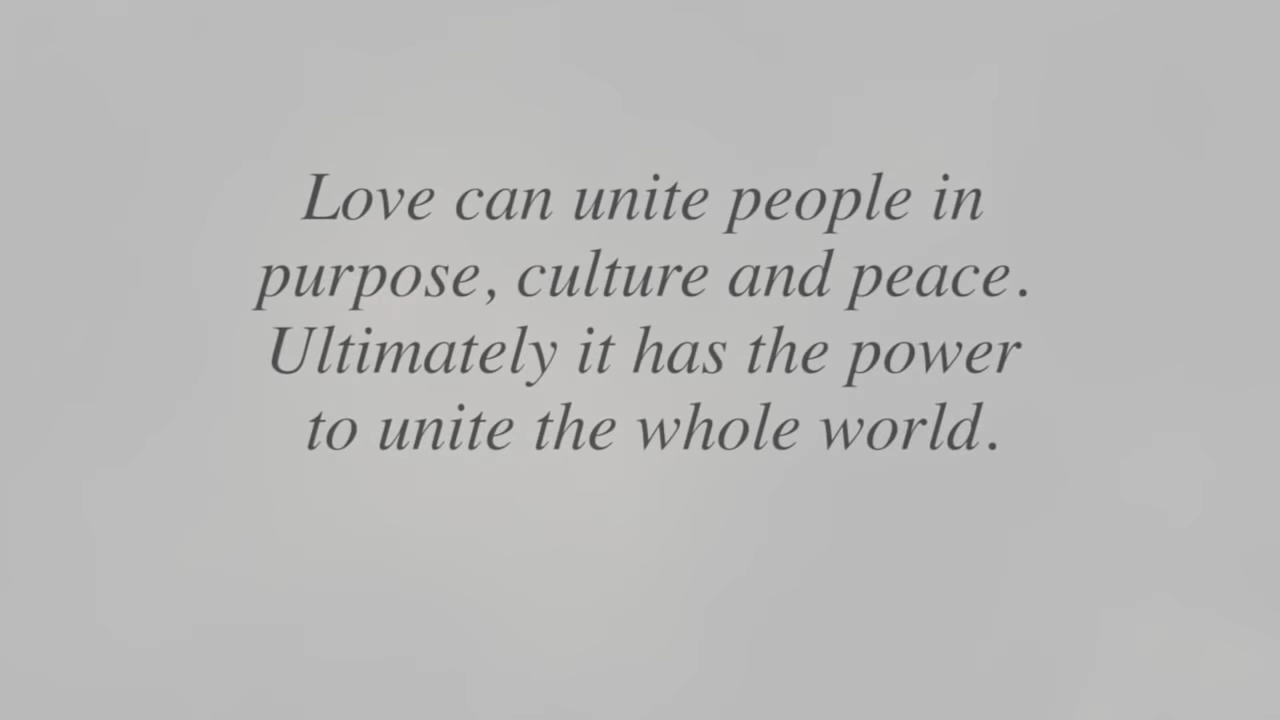 Love can unite people in
purpose, culture and peace.
Ultimately it has the power
to unite the whole world.